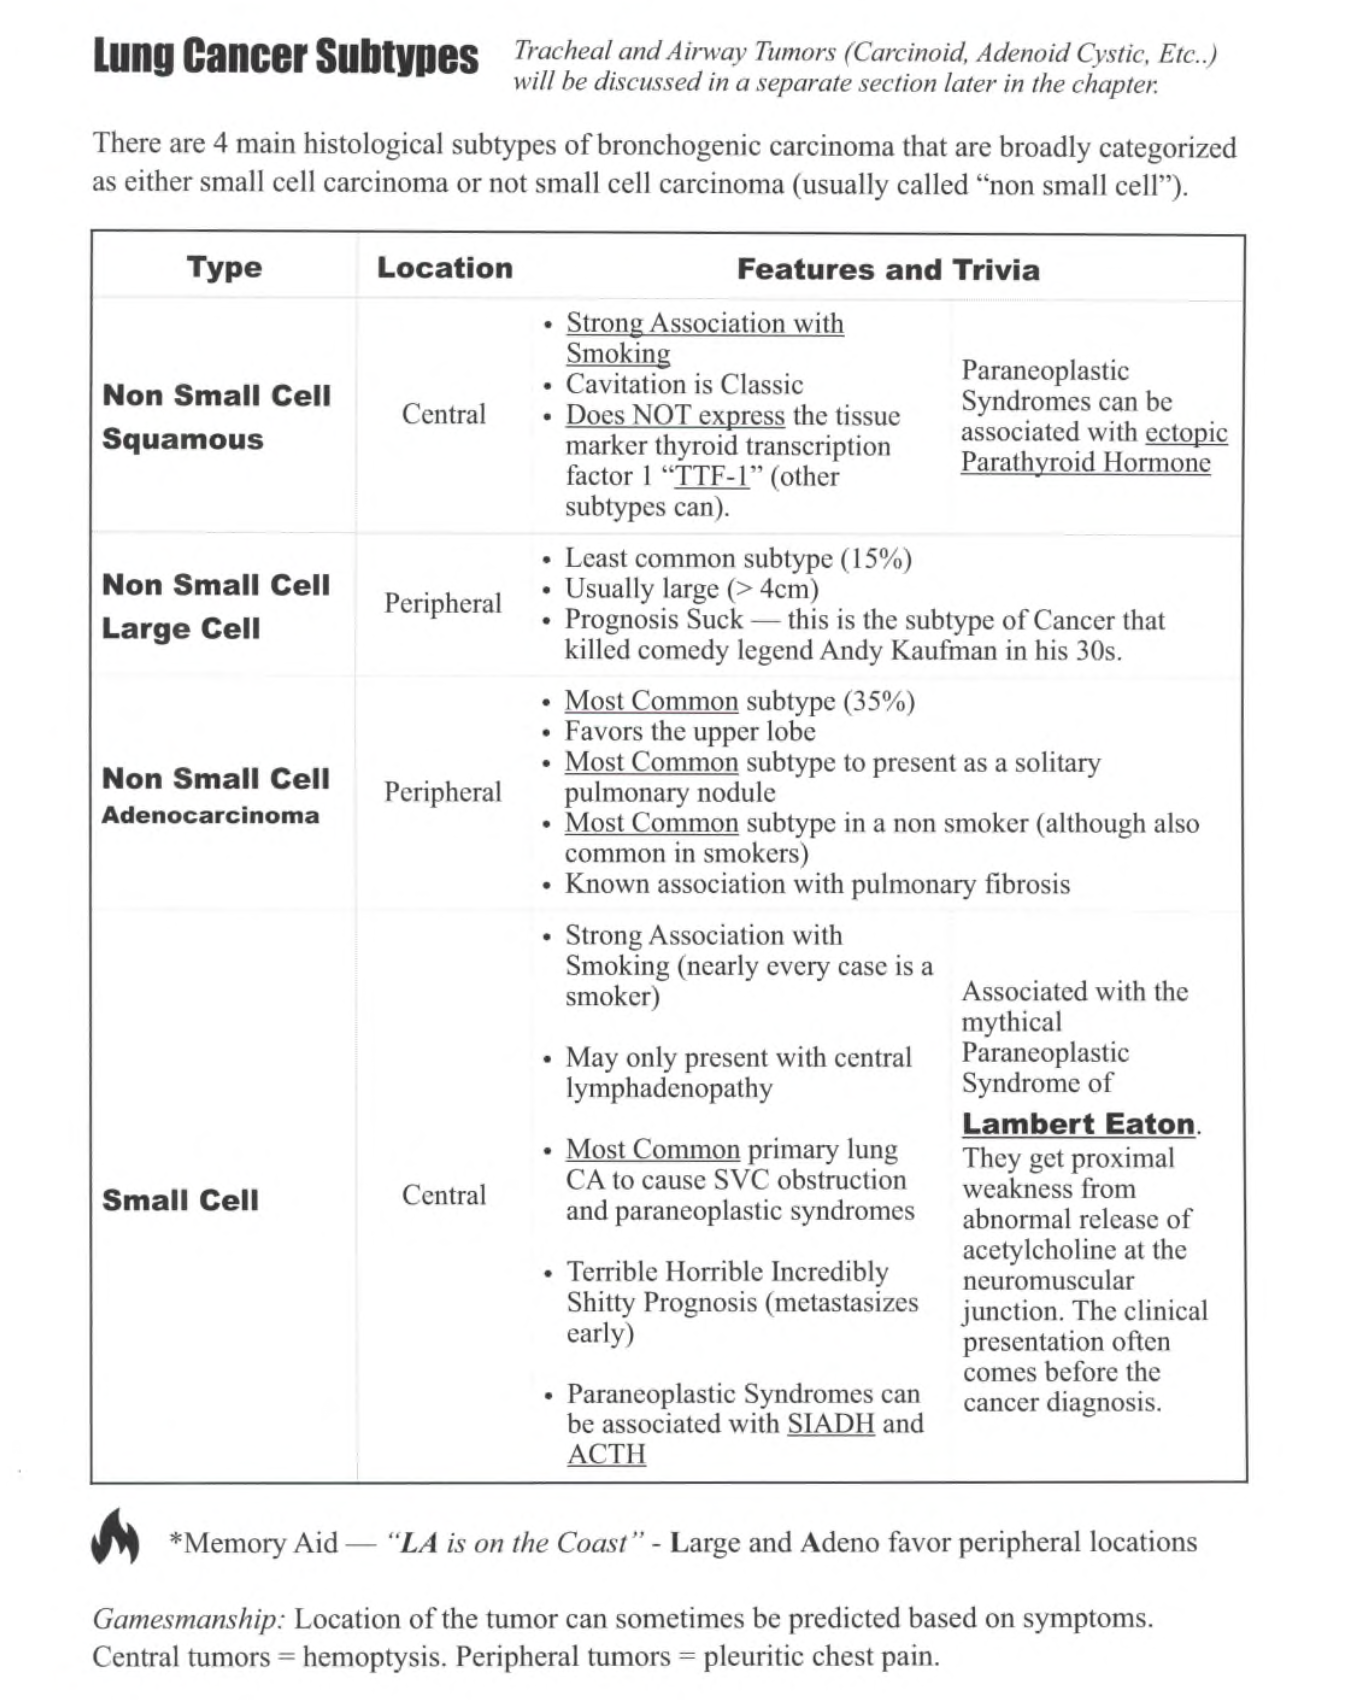 Lung Cancer Subtypes
Tracheal and Airway Tumors (Carcinoid, Adenoid Cystic, Etc..)
will be discussed in a separate section later in the chapter.
There are 4 main histological subtypes of bronchogenic carcinoma that are broadly categorized
as either small cell carcinoma or not small cell carcinoma (usually called “non small cell”).
Type
Location
Features and Trivia
Non Small Cell
Squamous
Central
• Strong Association with
Smoking
• Cavitation is Classic
• Does NOT express the tissue
marker thyroid transcription
factor 1 “TTF-1” (other
subtypes can).
Paraneoplastic
Syndromes can be
associated with ectopic
Parathyroid Hormone
Non Small Cell
Large Cell
Peripheral
• Least common subtype (15%)
• Usually large (> 4cm)
• Prognosis Suck — this is the subtype of Cancer that
killed comedy legend Andy Kaufman in his 30s.
Non Small Cell
Adenocarcinoma
Peripheral
• Most Common subtype (35%)
• Favors the upper lobe
• Most Common subtype to present as a solitary
pulmonary nodule
• Most Common subtype in a non smoker (although also
common in smokers)
• Known association with pulmonary fibrosis
Small Cell
Central
• Strong Association with
Smoking (nearly every case is a
smoker)
• May only present with central
lymphadenopathy
• Most Common primary lung
CA to cause SVC obstruction
and paraneoplastic syndromes
• Terrible Horrible Incredibly
Shitty Prognosis (metastasizes
early)
• Paraneoplastic Syndromes can
be associated with SIADH and
ACTH
Associated with the
mythical
Paraneoplastic
Syndrome of
Lambert Eaton.
They get proximal
weakness from
abnormal release of
acetylcholine at the
neuromuscular
junction. The clinical
presentation often
comes before the
cancer diagnosis.
*Memory Aid — “LA is on the Coast” - Large and Adeno favor peripheral locations
Gamesmanship: Location of the tumor can sometimes be predicted based on symptoms.
Central tumors = hemoptysis. Peripheral tumors = pleuritic chest pain.